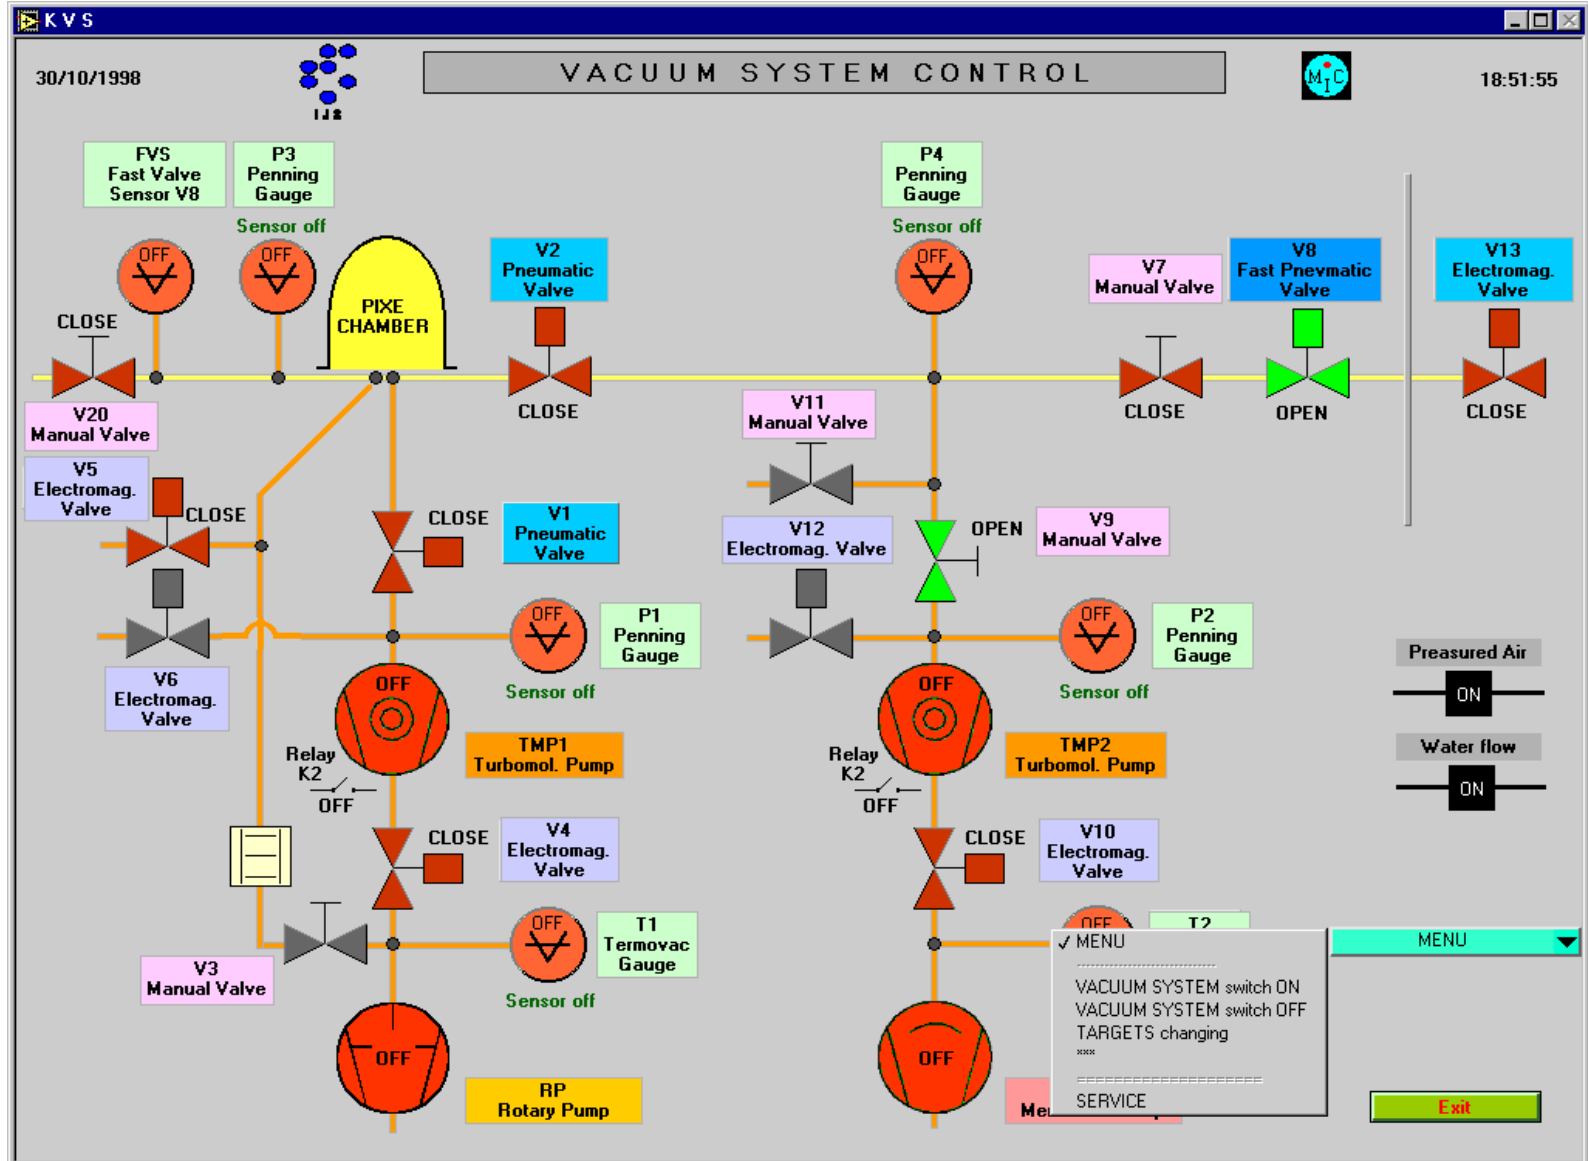 K V S
30/10/1998
IJS
VACUUM SYSTEM CONTROL
MIC
18:51:55
FVS
Fast Valve
Sensor V8
P3
Penning
Gauge
Sensor off
P4
Penning
Gauge
Sensor off
OFF
OFF
OFF
PIXE
CHAMBER
V2
Pneumatic
Valve
V7
Manual Valve
V8
Fast Pnevmatic
Valve
V13
Electromag.
Valve
CLOSE
CLOSE
CLOSE
OPEN
CLOSE
V20
Manual Valve
V11
Manual Valve
V5
Electromag.
Valve
CLOSE
CLOSE
V1
Pneumatic
Valve
V12
Electromag. Valve
OPEN
V9
Manual Valve
OFF
P1
Penning
Gauge
Sensor off
OFF
P2
Penning
Gauge
Sensor off
V6
Electromag.
Valve
OFF
TMP1
Turbomol. Pump
Relay
K2
OFF
OFF
TMP2
Turbomol. Pump
Relay
K2
OFF
Preasured Air
ON
Water flow
ON
CLOSE
V4
Electromag.
Valve
CLOSE
V10
Electromag.
Valve
OFF
T1
Termovac
Gauge
Sensor off
V3
Manual Valve
OFF
T2
MENU
✓ MENU
----------------------------
VACUUM SYSTEM switch ON
VACUUM SYSTEM switch OFF
TARGETS changing
***
=====================
SERVICE
OFF
RP
Rotary Pump
OFF
Exit